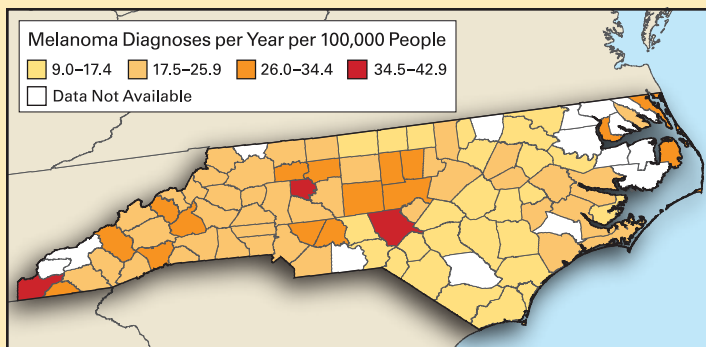 Melanoma Diagnoses per Year per 100,000 People
9.0–17.4 17.5–25.9 26.0–34.4 34.5–42.9
Data Not Available